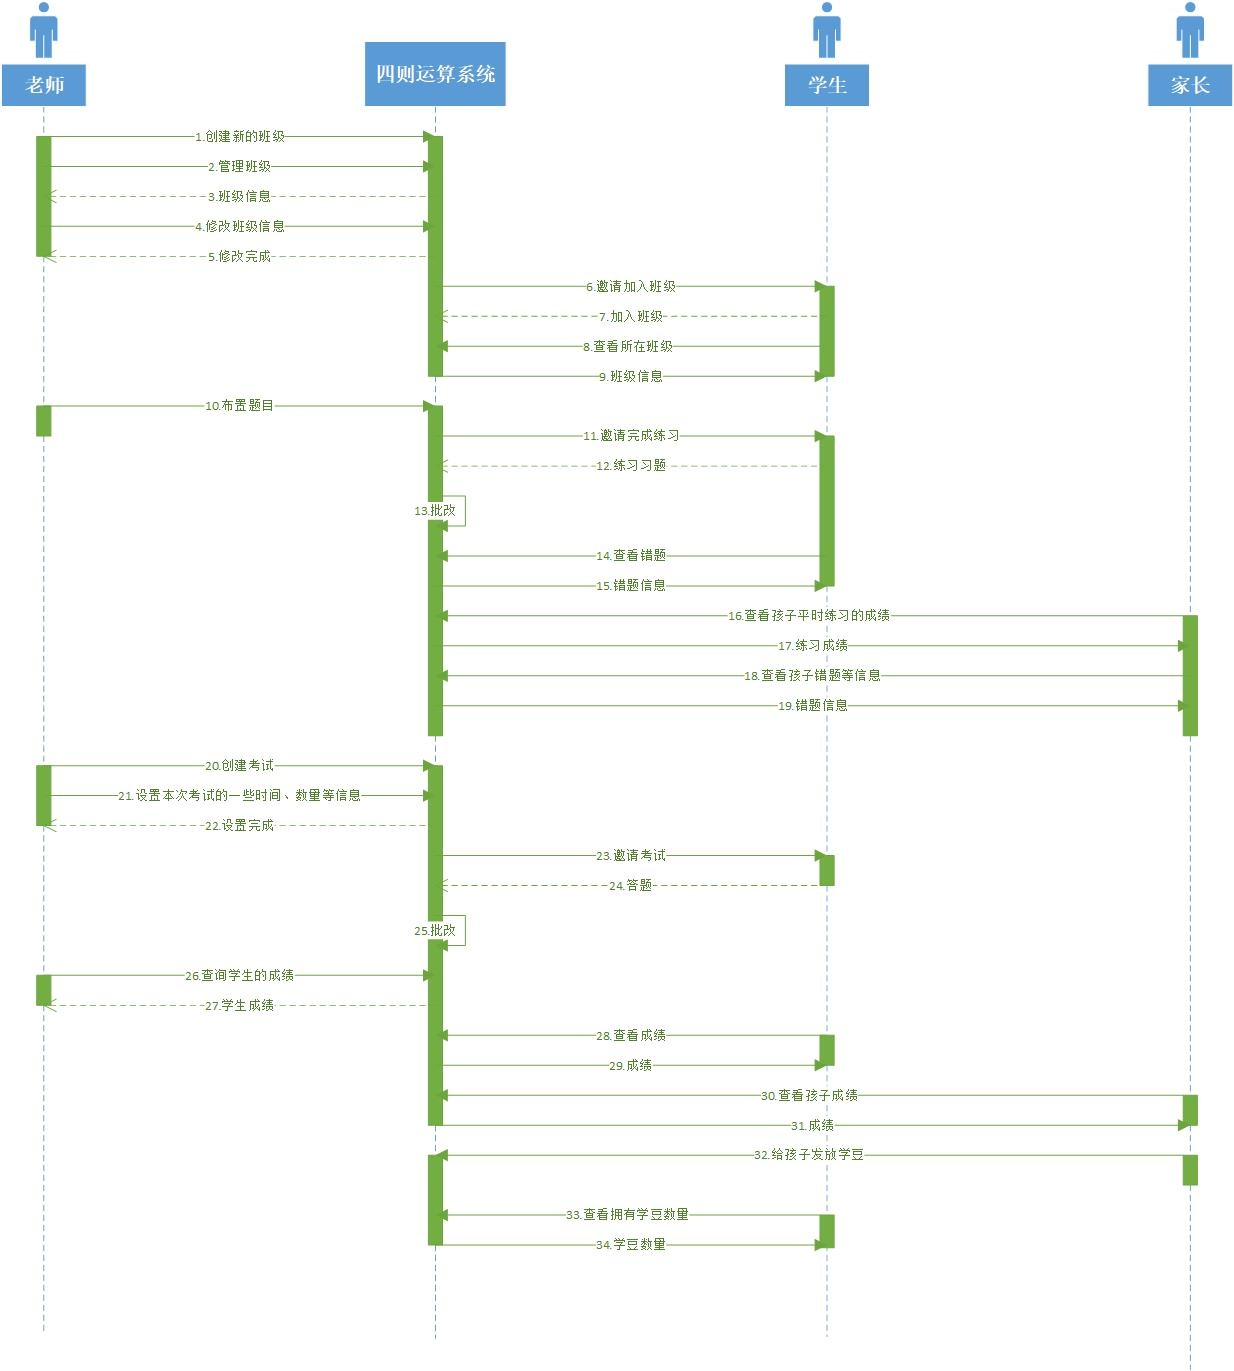 老师
四则运算系统
学生
家长
1.创建新的班级
2.管理班级
3.班级信息
4.修改班级信息
5.修改完成
6.邀请加入班级
7.加入班级
8.查看所在班级
9.班级信息
10.布置题目
11.邀请完成练习
12.练习习题
13.批改
14.查看错题
15.错题信息
16.查看孩子平时练习的成绩
17.练习成绩
18.查看孩子错题等信息
19.错题信息
20.创建考试
21.设置本次考试的一些时间、数量等信息
22.设置完成
23.邀请考试
24.答题
25.批改
26.查询学生的成绩
27.学生成绩
28.查看成绩
29.成绩
30.查看孩子成绩
31.成绩
32.给孩子发放学豆
33.查看拥有学豆数量
34.学豆数量